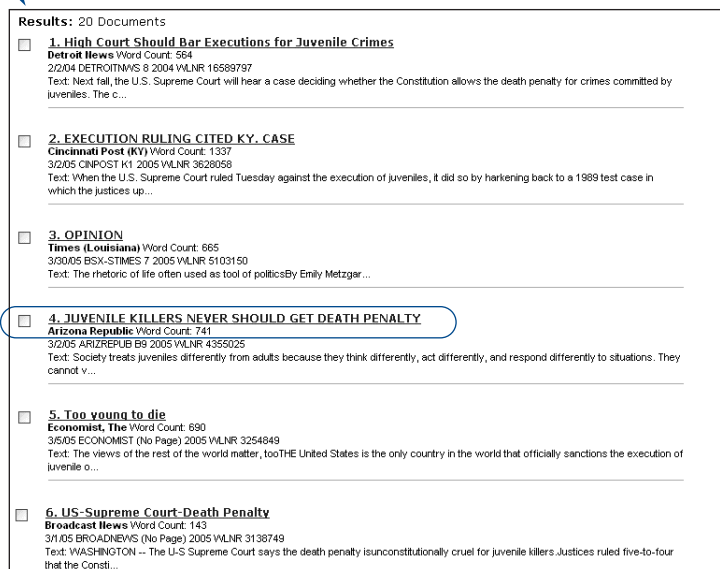 Results: 20 Documents
1. High Court Should Bar Executions for Juvenile Crimes
Detroit News Word Count: 564
2/2/04 DETROITNWS 8 2004 WLNR 16589797
Text: Next fall, the U.S. Supreme Court will hear a case deciding whether the Constitution allows the death penalty for crimes committed by
juveniles. The c...
2. EXECUTION RULING CITED KY. CASE
Cincinnati Post (KY) Word Count: 1337
3/2/05 CINPOST K1 2005 WLNR 3628058
Text: When the U.S. Supreme Court ruled Tuesday against the execution of juveniles, it did so by harkening back to a 1989 test case in
which the justices up...
3. OPINION
Times (Louisiana) Word Count: 665
3/30/05 BSX-STIMES 7 2005 WLNR 5103150
Text: The rhetoric of life often used as tool of politicsBy Emily Metzgar...
4. JUVENILE KILLERS NEVER SHOULD GET DEATH PENALTY
Arizona Republic Word Count: 741
3/2/05 ARIZREPUB B9 2005 WLNR 4355025
Text: Society treats juveniles differently from adults because they think differently, act differently, and respond differently to situations. They
cannot v...
5. Too young to die
Economist, The Word Count: 690
3/5/05 ECONOMIST (No Page) 2005 WLNR 3254849
Text: The views of the rest of the world matter, tooTHE United States is the only country in the world that officially sanctions the execution of
juvenile o...
6. US-Supreme Court-Death Penalty
Broadcast News Word Count: 143
3/1/05 BROADNEWS (No Page) 2005 WLNR 3138749
Text: WASHINGTON -- The U-S Supreme Court says the death penalty isunconstitutionally cruel for juvenile killers.Justices ruled five-to-four
that the Consti...